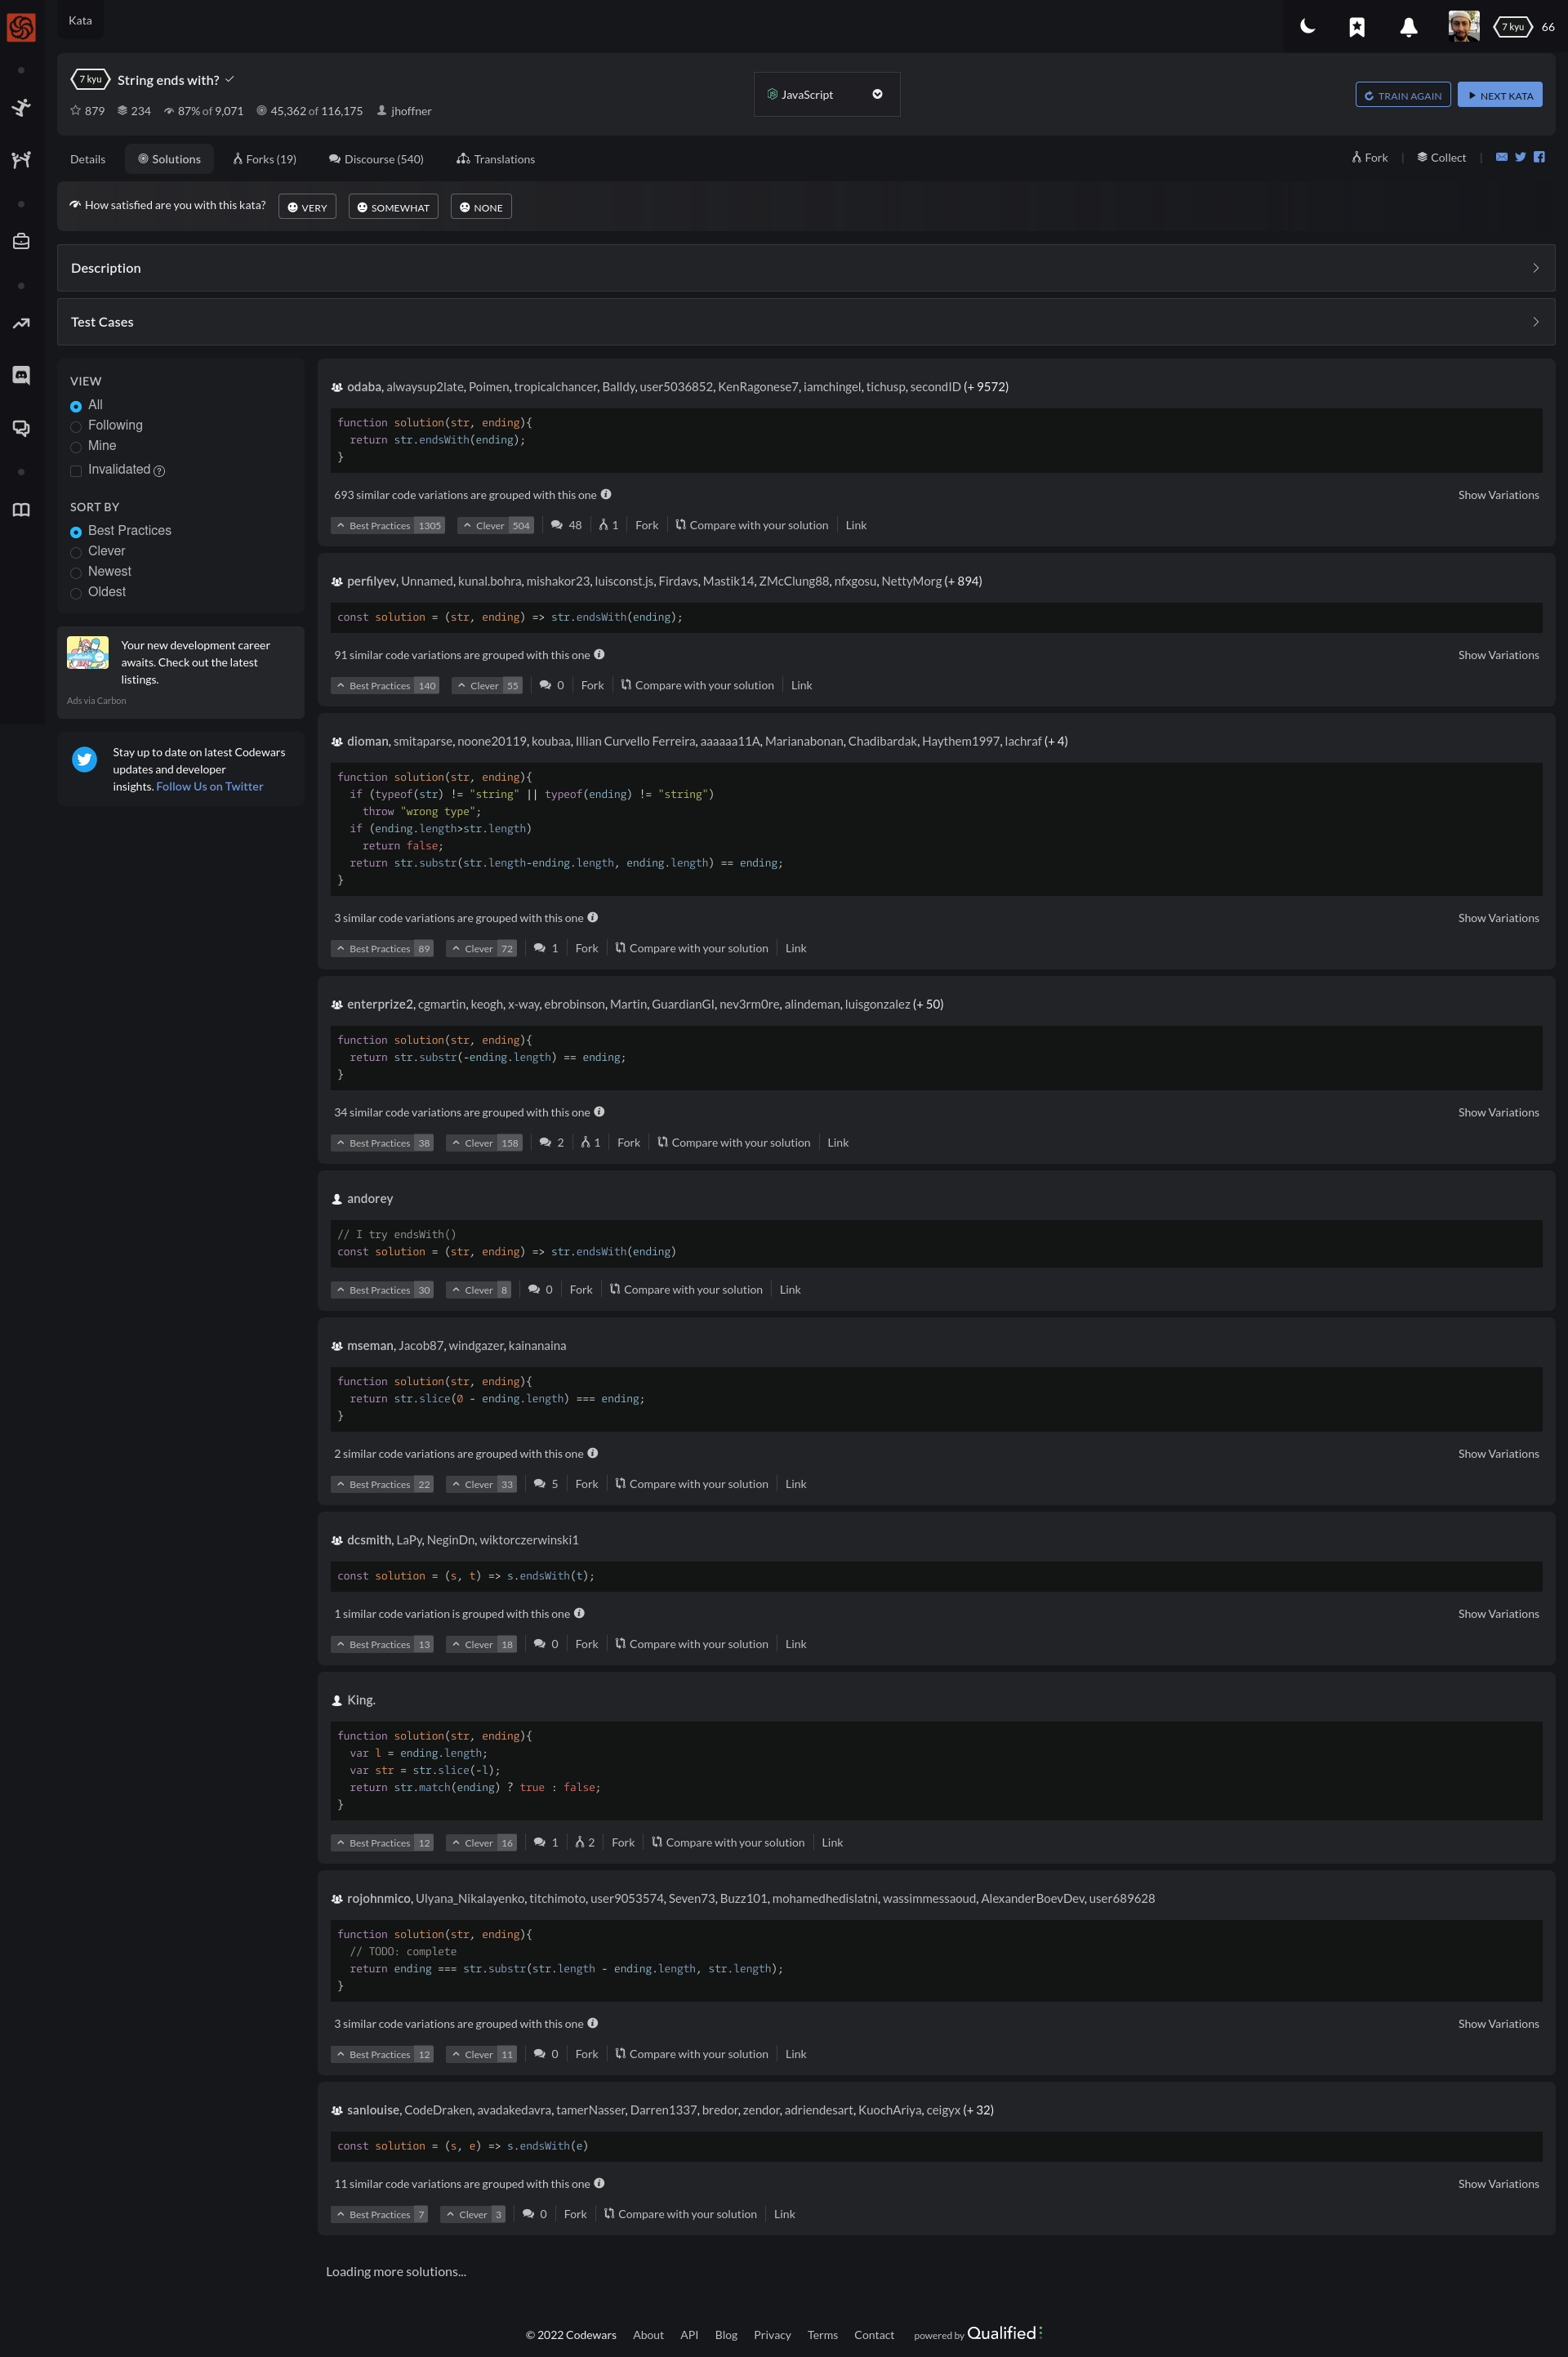 Kata
7 kyu
66
7 kyu String ends with?
879 234 87% of 9,071 45,362 of 116,175 jhoffner
JavaScript
TRAIN AGAIN
NEXT KATA
Details Solutions Forks (19) Discourse (540) Translations
Fork | Collect |
How satisfied are you with this kata? VERY SOMEWHAT NONE
Description
Test Cases
VIEW
All
Following
Mine
Invalidated ?
SORT BY
Best Practices
Clever
Newest
Oldest
Your new development career
awaits. Check out the latest
listings.
Ads via Carbon
Stay up to date on latest Codewars
updates and developer
insights. Follow Us on Twitter
odaba, alwaysup2late, Poimen, tropicalchancer, Balldy, user5036852, KenRagonese7, iamchingel, tichusp, secondID (+ 9572)
function solution(str, ending){
  return str.endsWith(ending);
}
693 similar code variations are grouped with this one
Show Variations
Best Practices 1305 Clever 504 48 1 Fork Compare with your solution Link
perfilyev, Unnamed, kunal.bohra, mishakor23, luisconst.js, Firdavs, Mastik14, ZMcClung88, nfxgosu, NettyMorg (+ 894)
const solution = (str, ending) => str.endsWith(ending);
91 similar code variations are grouped with this one
Show Variations
Best Practices 140 Clever 55 0 Fork Compare with your solution Link
dioman, smitaparse, noone20119, koubaa, Illian Curvello Ferreira, aaaaaa11A, Marianabonan, Chadibardak, Haythem1997, lachraf (+ 4)
function solution(str, ending){
  if (typeof(str) != "string" || typeof(ending) != "string")
    throw "wrong type";
  if (ending.length>str.length)
    return false;
  return str.substr(str.length-ending.length, ending.length) == ending;
}
3 similar code variations are grouped with this one
Show Variations
Best Practices 89 Clever 72 1 Fork Compare with your solution Link
enterprize2, cgmartin, keogh, x-way, ebrobinson, Martin, GuardianGI, nev3rm0re, alindeman, luisgonzalez (+ 50)
function solution(str, ending){
  return str.substr(-ending.length) == ending;
}
34 similar code variations are grouped with this one
Show Variations
Best Practices 38 Clever 158 2 1 Fork Compare with your solution Link
andorey
// I try endsWith()
const solution = (str, ending) => str.endsWith(ending)
Best Practices 30 Clever 8 0 Fork Compare with your solution Link
mseman, Jacob87, windgazer, kainanaina
function solution(str, ending){
  return str.slice(0 - ending.length) === ending;
}
2 similar code variations are grouped with this one
Show Variations
Best Practices 22 Clever 33 5 Fork Compare with your solution Link
dcsmith, LaPy, NeginDn, wiktorczerwinski1
const solution = (s, t) => s.endsWith(t);
1 similar code variation is grouped with this one
Show Variations
Best Practices 13 Clever 18 0 Fork Compare with your solution Link
King.
function solution(str, ending){
  var l = ending.length;
  var str = str.slice(-l);
  return str.match(ending) ? true : false;
}
Best Practices 12 Clever 16 1 2 Fork Compare with your solution Link
rojohnmico, Ulyana_Nikalayenko, titchimoto, user9053574, Seven73, Buzz101, mohamedhedislatni, wassimmessaoud, AlexanderBoevDev, user689628
function solution(str, ending){
  // TODO: complete
  return ending === str.substr(str.length - ending.length, str.length);
}
3 similar code variations are grouped with this one
Show Variations
Best Practices 12 Clever 11 0 Fork Compare with your solution Link
sanlouise, CodeDraken, avadakedavra, tamerNasser, Darren1337, bredor, zendor, adriendesart, KuochAriya, ceigyx (+ 32)
const solution = (s, e) => s.endsWith(e)
11 similar code variations are grouped with this one
Show Variations
Best Practices 7 Clever 3 0 Fork Compare with your solution Link
Loading more solutions...
© 2022 Codewars About API Blog Privacy Terms Contact powered by Qualified